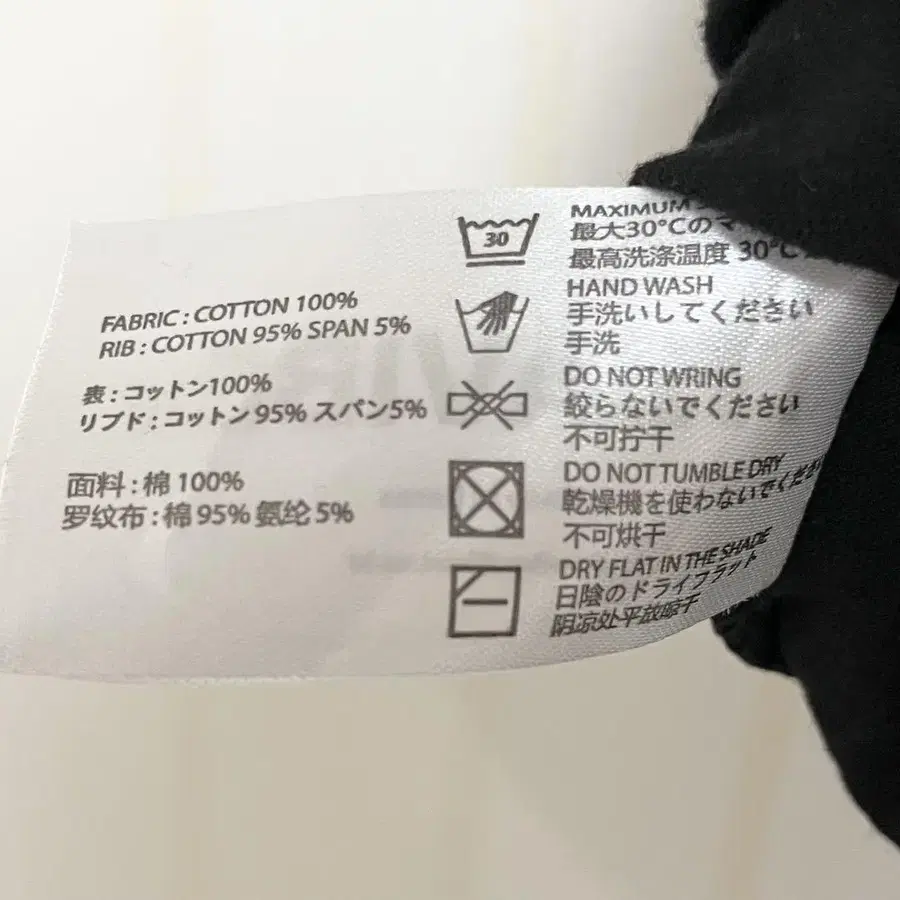 FABRIC : COTTON 100%
RIB : COTTON 95% SPAN 5%
表 : コットン100%
リブド : コットン 95% スパン5%
面料 : 棉 100%
罗纹布 : 棉 95% 氨纶 5%
30
MAXIMUM
最大30°Cの
最高洗涤温度 30°C
HAND WASH
手洗いしてください
手洗
DO NOT WRING
絞らないでください
不可拧干
DO NOT TUMBLE DRY
乾燥機を使わないでください
不可烘干
DRY FLAT IN THE SHADE
日陰のドライフラット
阴凉处平放晾干